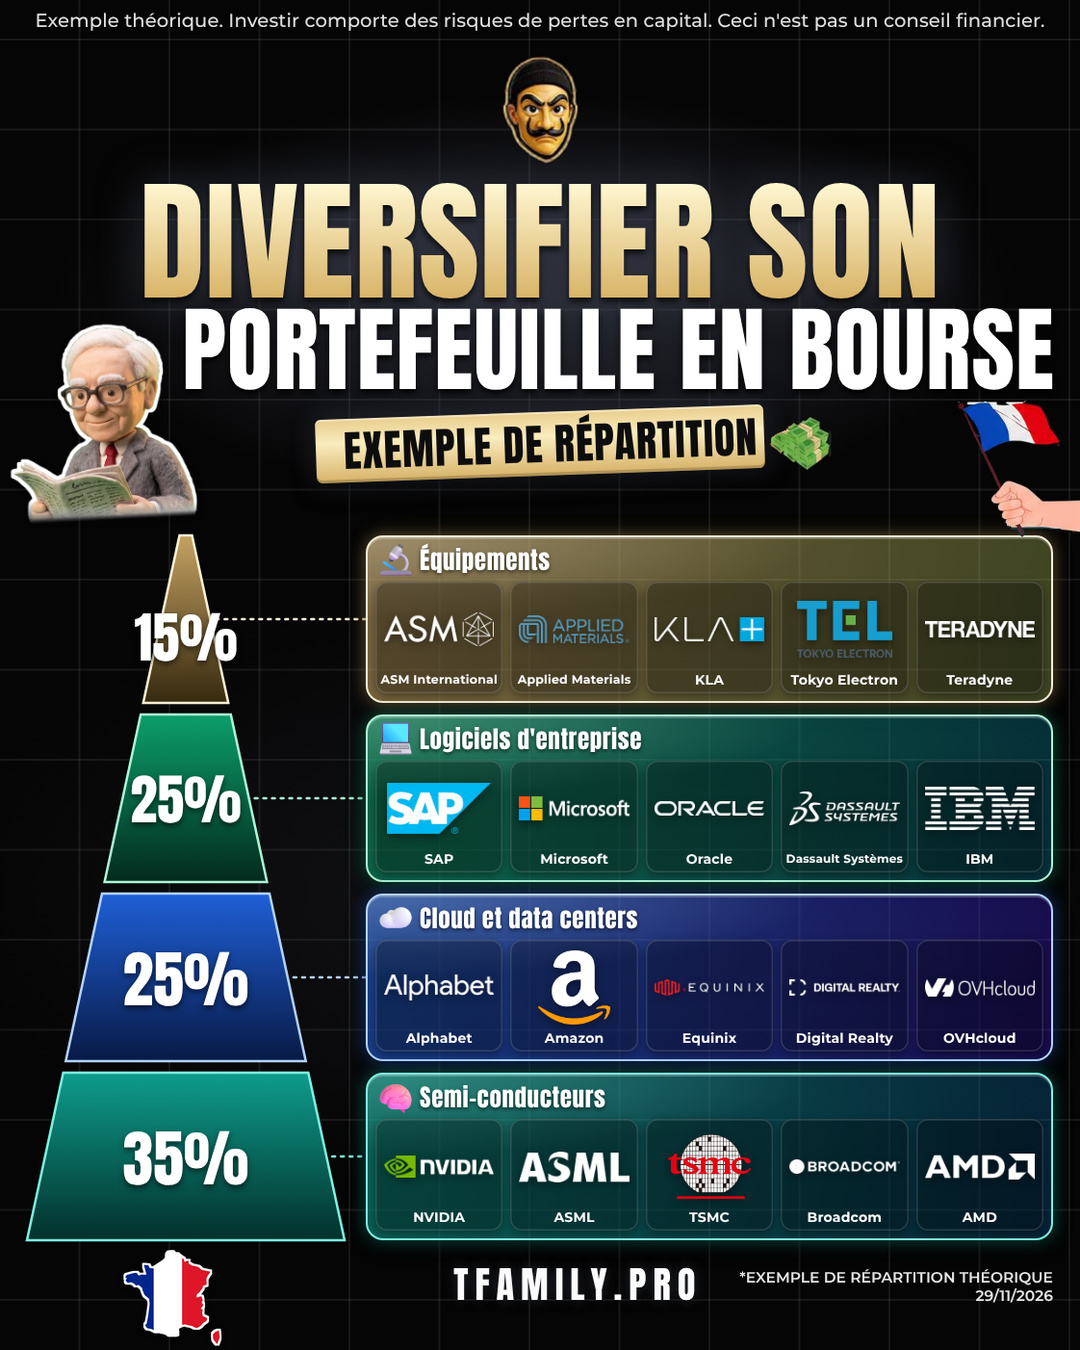 Exemple théorique. Investir comporte des risques de pertes en capital. Ceci n'est pas un conseil financier.
DIVERSIFIER SON
PORTEFEUILLE EN BOURSE
EXEMPLE DE RÉPARTITION
15%
Équipements
ASM
APPLIED MATERIALS
KLA
TEL
TOKYO ELECTRON
TERADYNE
ASM International
Applied Materials
KLA
Tokyo Electron
Teradyne
25%
Logiciels d'entreprise
SAP
Microsoft
ORACLE
DASSAULT SYSTEMES
IBM
SAP
Microsoft
Oracle
Dassault Systèmes
IBM
25%
Cloud et data centers
Alphabet
a
EQUINIX
DIGITAL REALTY
OVHcloud
Alphabet
Amazon
Equinix
Digital Realty
OVHcloud
35%
Semi-conducteurs
NVIDIA
ASML
tsmc
BROADCOM
AMD
NVIDIA
ASML
TSMC
Broadcom
AMD
TFAMILY.PRO
*EXEMPLE DE RÉPARTITION THÉORIQUE
29/11/2026